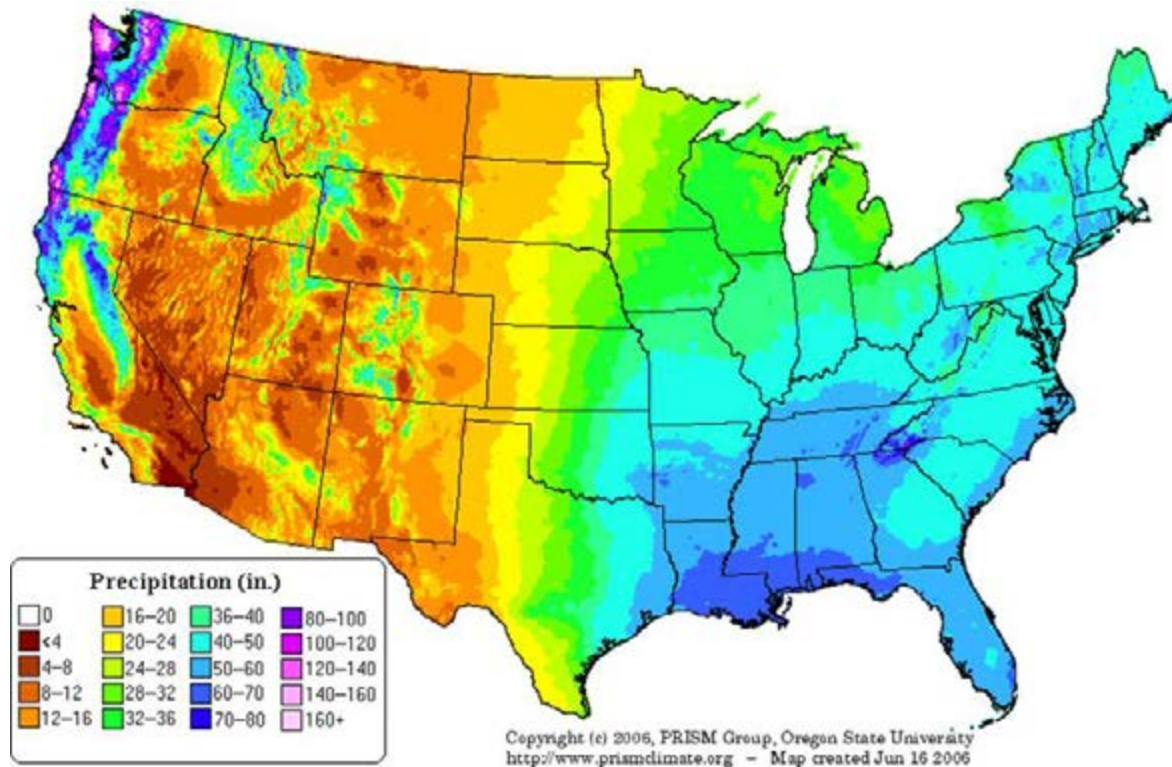 Precipitation (in.)
0 16-20 36-40 80-100
<4 20-24 40-50 100-120
4-8 24-28 50-60 120-140
8-12 28-32 60-70 140-160
12-16 32-36 70-80 160+
Copyright (c) 2006, PRISM Group, Oregon State University
http://www.prismclimate.org - Map created Jun 16 2006